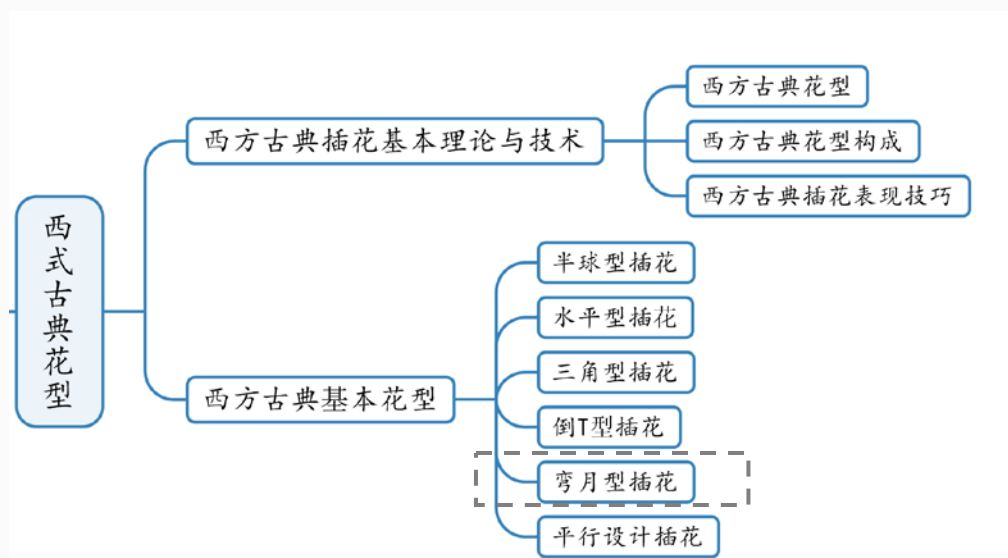 西式古典花型
西方古典插花基本理论与技术
西方古典花型
西方古典花型构成
西方古典插花表现技巧
西方古典基本花型
半球型插花
水平型插花
三角型插花
倒T型插花
弯月型插花
平行设计插花